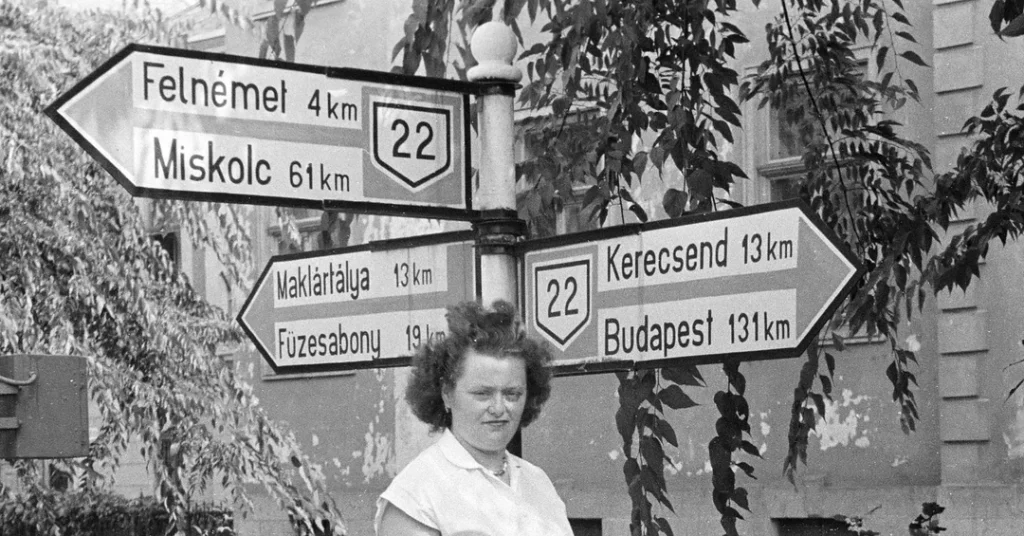 Felnémet 4 km
Miskolc 61 km
22
Maklártálya 13 km
Füzesabony 19 km
22
Kerecsend 13 km
Budapest 131 km